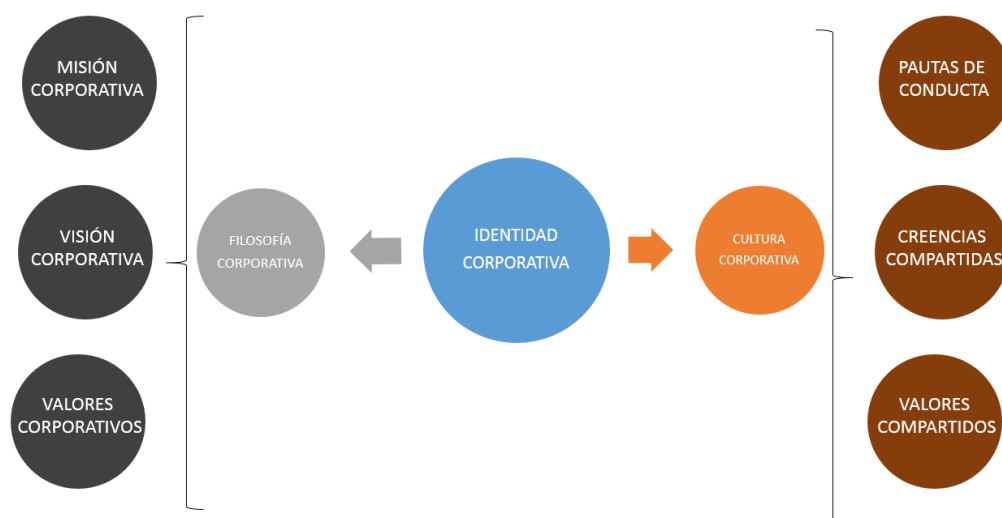 MISIÓN
CORPORATIVA
VISIÓN
CORPORATIVA
VALORES
CORPORATIVOS
FILOSOFÍA
CORPORATIVA
IDENTIDAD
CORPORATIVA
CULTURA
CORPORATIVA
PAUTAS DE
CONDUCTA
CREENCIAS
COMPARTIDAS
VALORES
COMPARTIDOS